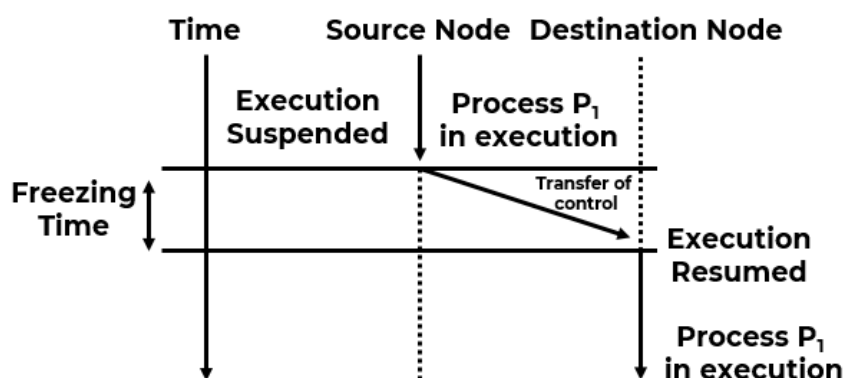 Time
Source Node
Destination Node
Execution
Suspended
Process P₁
in execution
Freezing
Time
Transfer of
control
Execution
Resumed
Process P₁
in execution